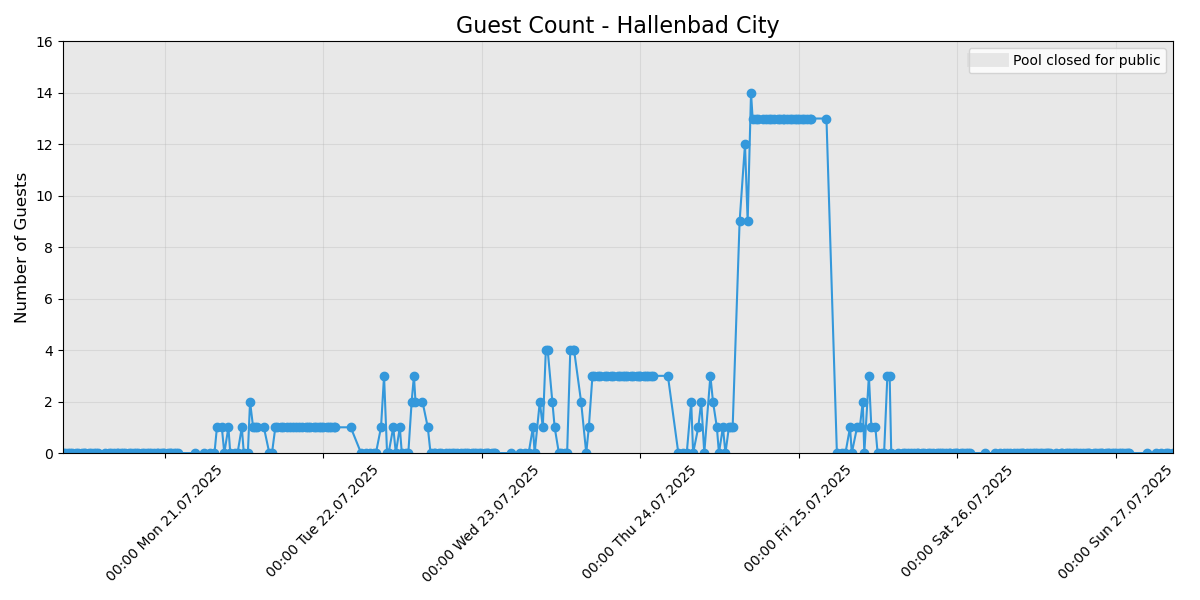 Guest Count - Hallenbad City
Pool closed for public
Number of Guests
16
14
12
10
8
6
4
2
0
00:00 Mon 21.07.2025
00:00 Tue 22.07.2025
00:00 Wed 23.07.2025
00:00 Thu 24.07.2025
00:00 Fri 25.07.2025
00:00 Sat 26.07.2025
00:00 Sun 27.07.2025